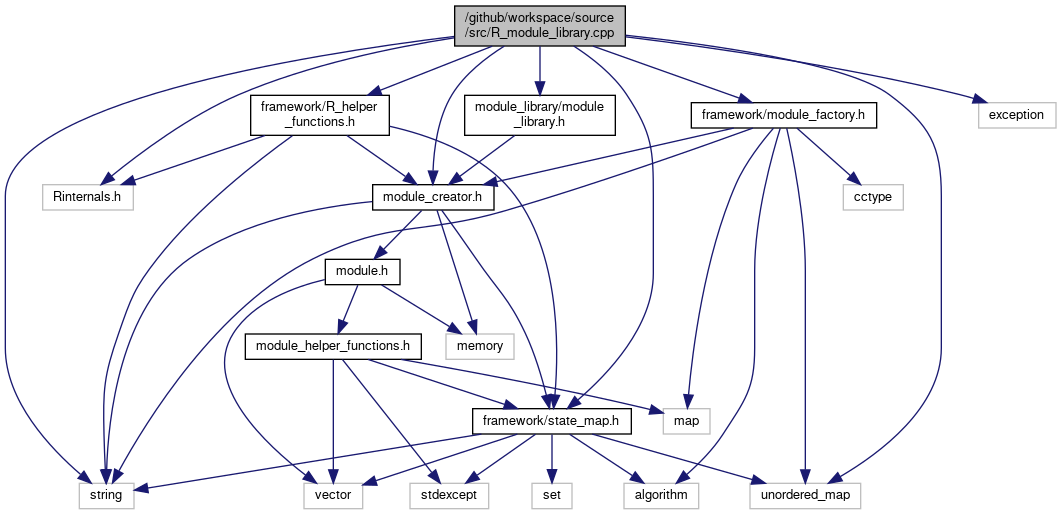 /github/workspace/source
/src/R_module_library.cpp
framework/R_helper
_functions.h
module_library/module
_library.h
framework/module_factory.h
exception
Rinternals.h
module_creator.h
cctype
module.h
module_helper_functions.h
memory
framework/state_map.h
map
string
vector
stdexcept
set
algorithm
unordered_map